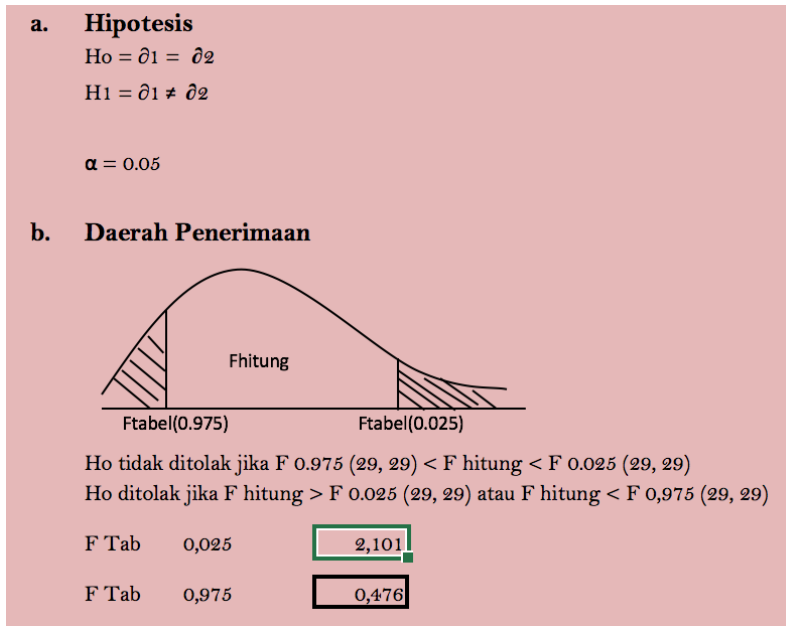 a. Hipotesis
Ho = ∂1 = ∂2
H1 = ∂1 ≠ ∂2
α = 0.05
b. Daerah Penerimaan
Fhitung
Ftabel(0.975) Ftabel(0.025)
Ho tidak ditolak jika F 0.975 (29, 29) < F hitung < F 0.025 (29, 29)
Ho ditolak jika F hitung > F 0.025 (29, 29) atau F hitung < F 0,975 (29, 29)
F Tab 0,025 2,101
F Tab 0,975 0,476